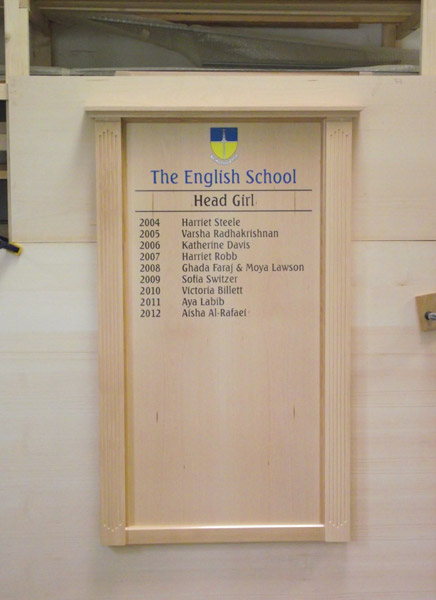 The English School
Head Girl
2004 Harriet Steele
2005 Varsha Radhakrishnan
2006 Katherine Davis
2007 Harriet Robb
2008 Ghada Faraj & Moya Lawson
2009 Sofia Switzer
2010 Victoria Billett
2011 Aya Labib
2012 Aisha Al-Rafaei